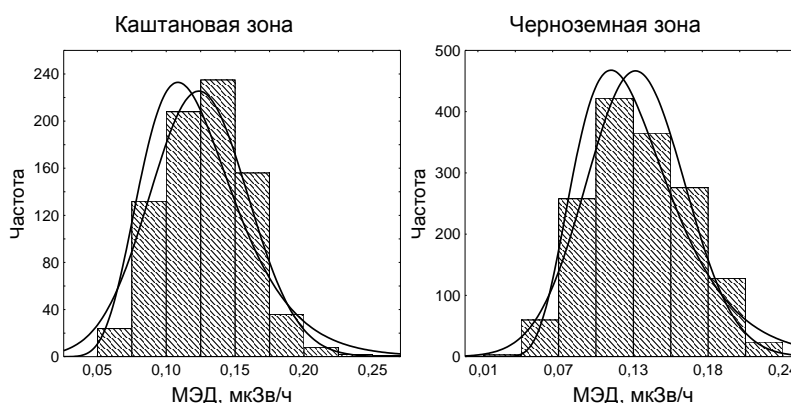 Каштановая зона
Черноземная зона
240
200
160
120
80
40
0
Частота
0,05 0,10 0,15 0,20 0,25
МЭД, мкЗв/ч
500
400
300
200
100
0
Частота
0,01 0,07 0,13 0,18 0,24
МЭД, мкЗв/ч